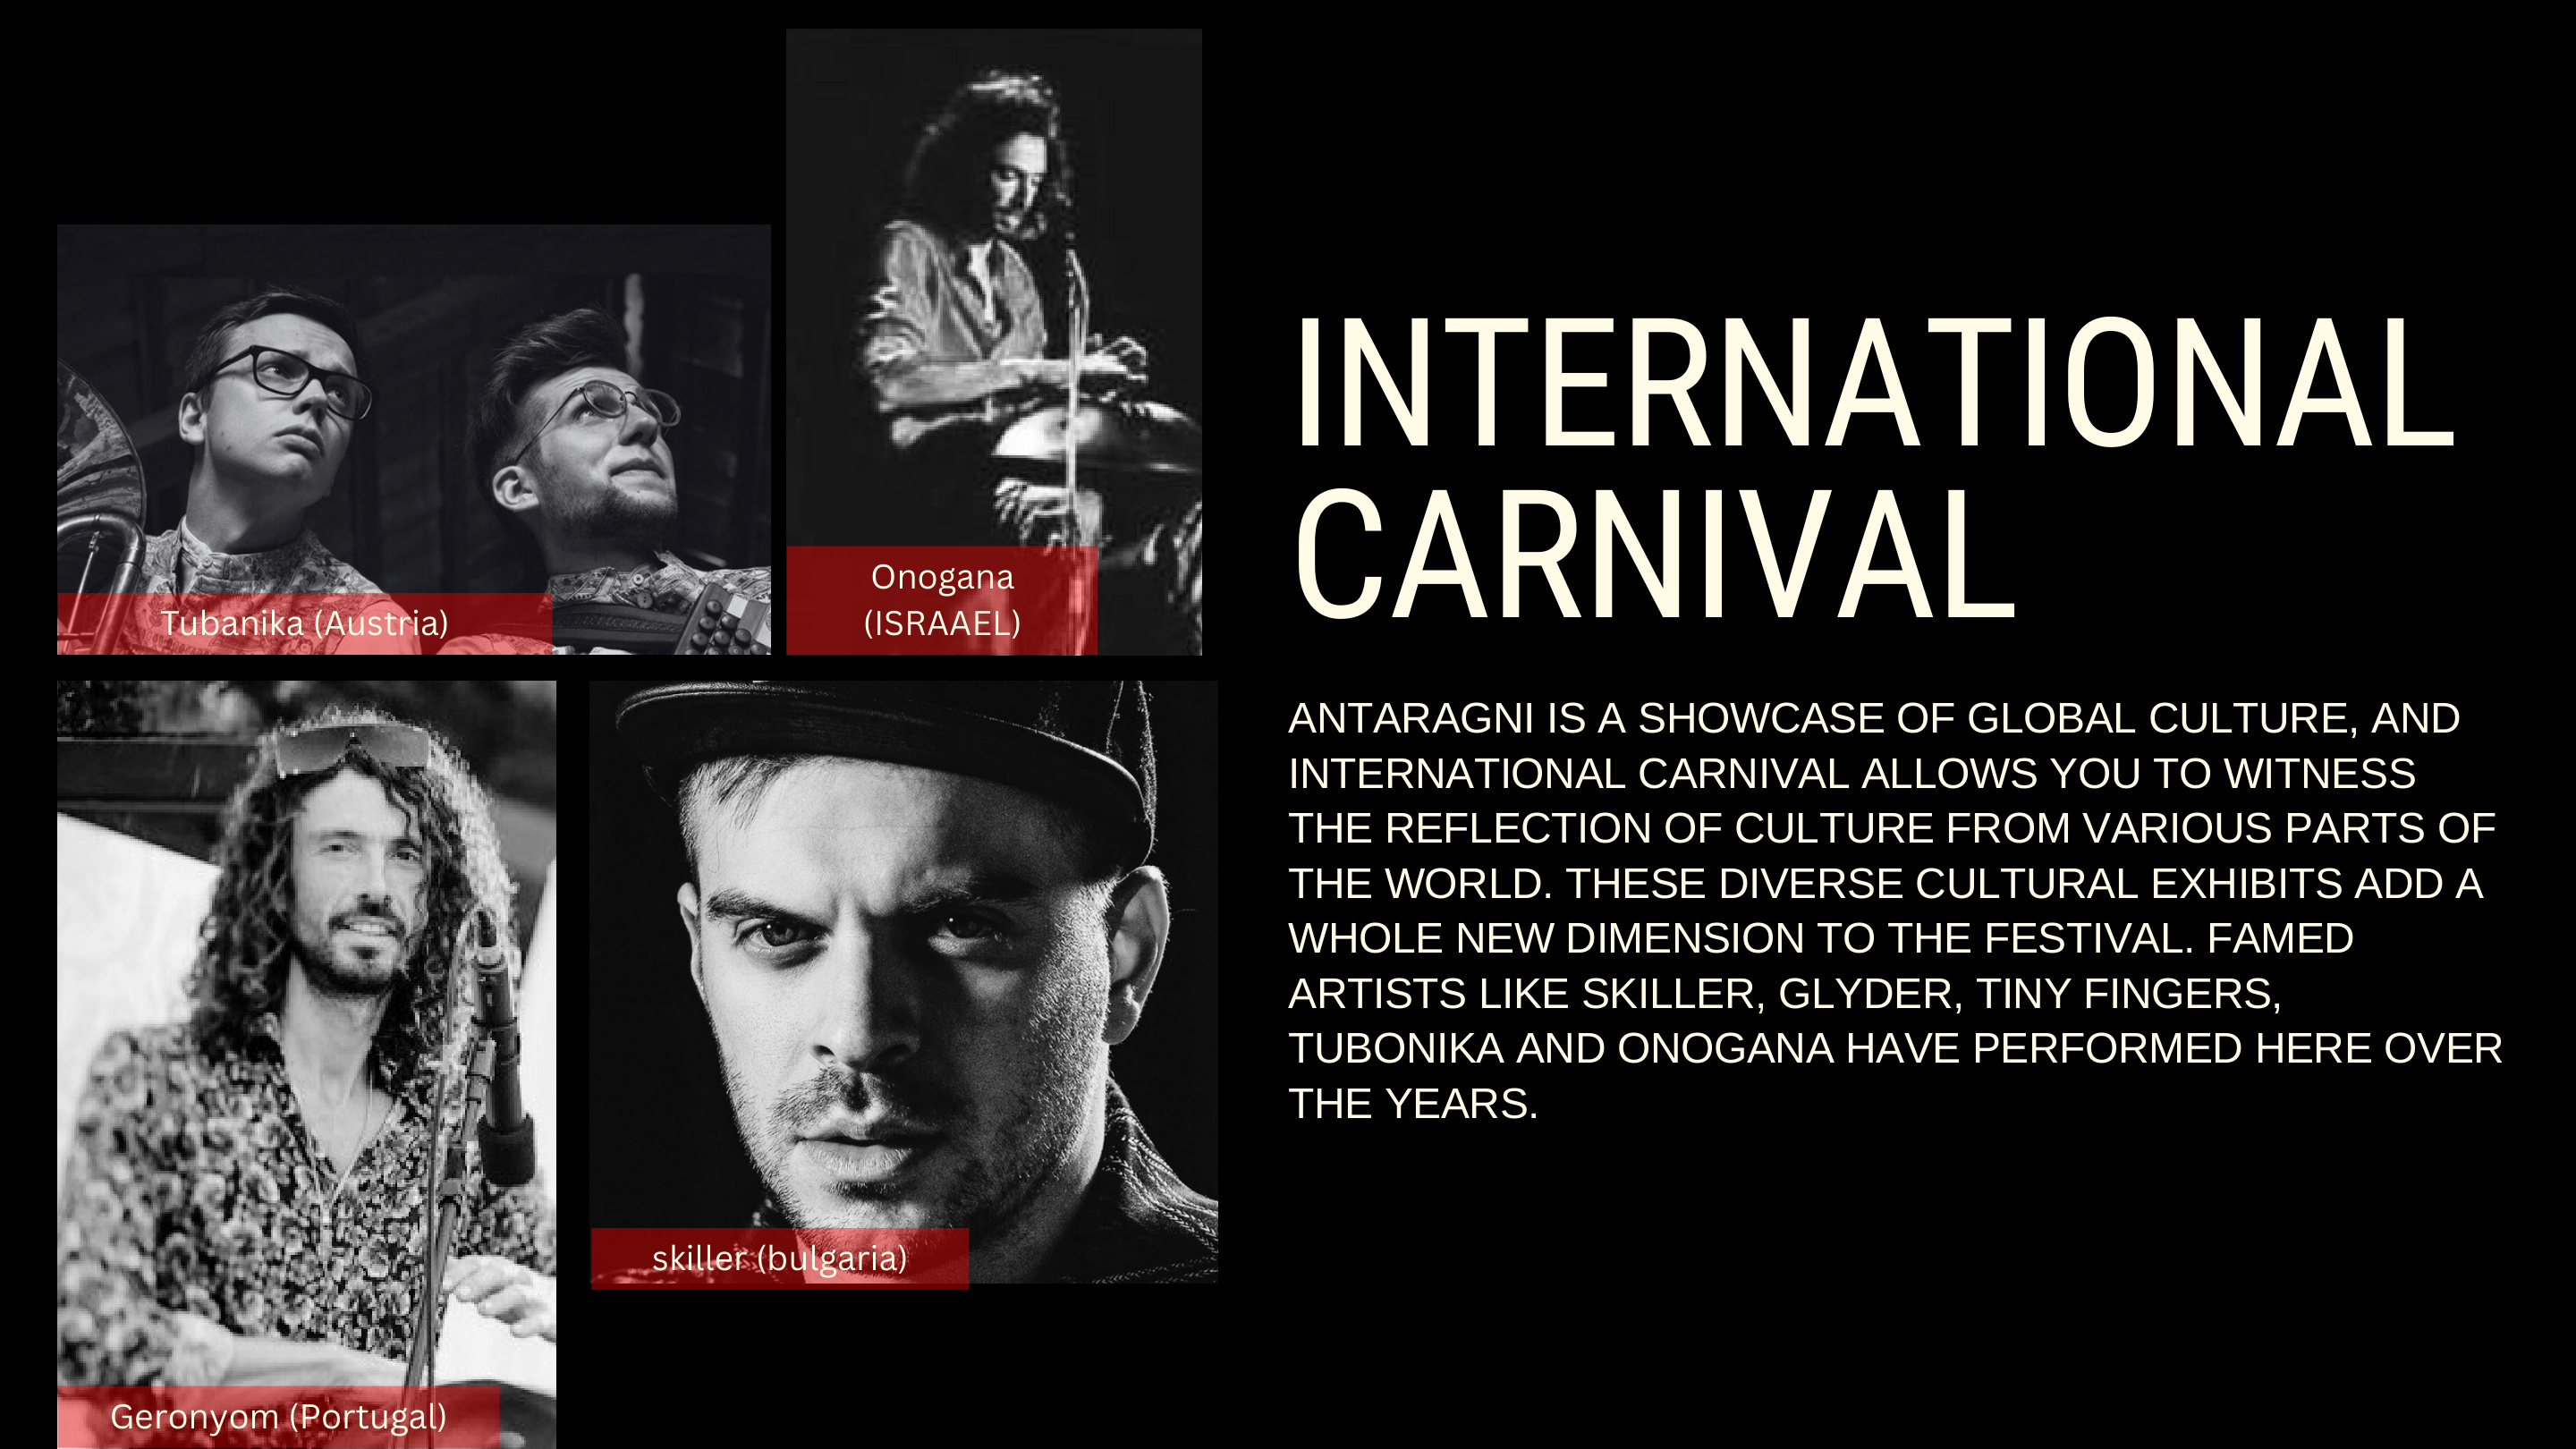 Tubanika (Austria)
Onogana
(ISRAAEL)
Geronyom (Portugal)
skiller (bulgaria)
INTERNATIONAL
CARNIVAL
ANTARAGNI IS A SHOWCASE OF GLOBAL CULTURE, AND
INTERNATIONAL CARNIVAL ALLOWS YOU TO WITNESS
THE REFLECTION OF CULTURE FROM VARIOUS PARTS OF
THE WORLD. THESE DIVERSE CULTURAL EXHIBITS ADD A
WHOLE NEW DIMENSION TO THE FESTIVAL. FAMED
ARTISTS LIKE SKILLER, GLYDER, TINY FINGERS,
TUBONIKA AND ONOGANA HAVE PERFORMED HERE OVER
THE YEARS.